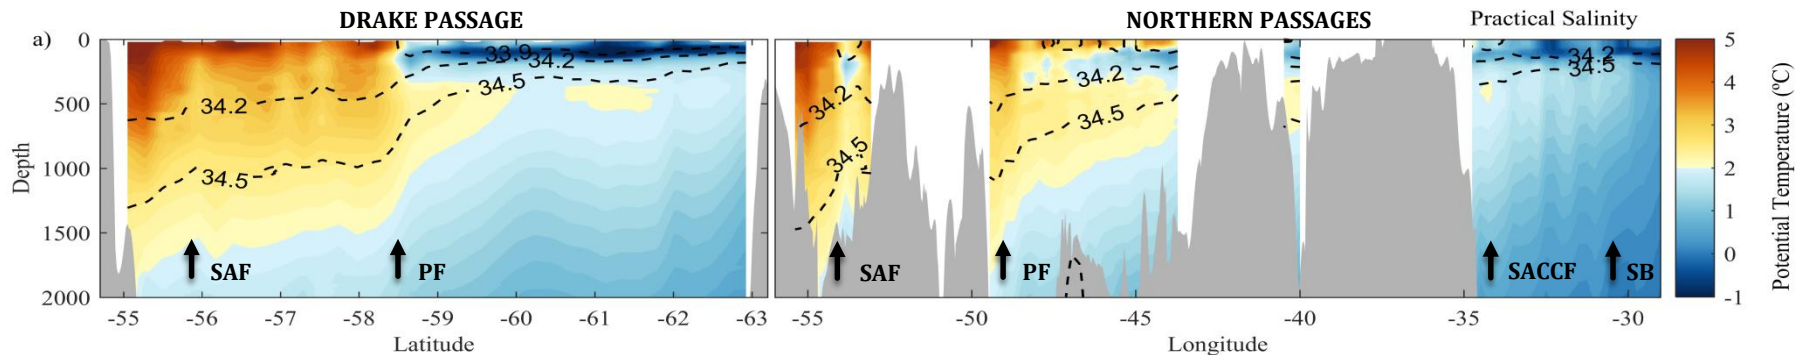 DRAKE PASSAGE
NORTHERN PASSAGES
Practical Salinity
a)
Depth
0
500
1000
1500
2000
33.9
34.2
34.5
34.2
34.5
SAF
PF
-55
-56
-57
-58
-59
-60
-61
-62
-63
Latitude
34.2
34.5
34.2
34.5
34.2
34.5
SAF
PF
SACCF
SB
-55
-50
-45
-40
-35
-30
Longitude
5
4
3
2
1
0
-1
Potential Temperature (ºC)